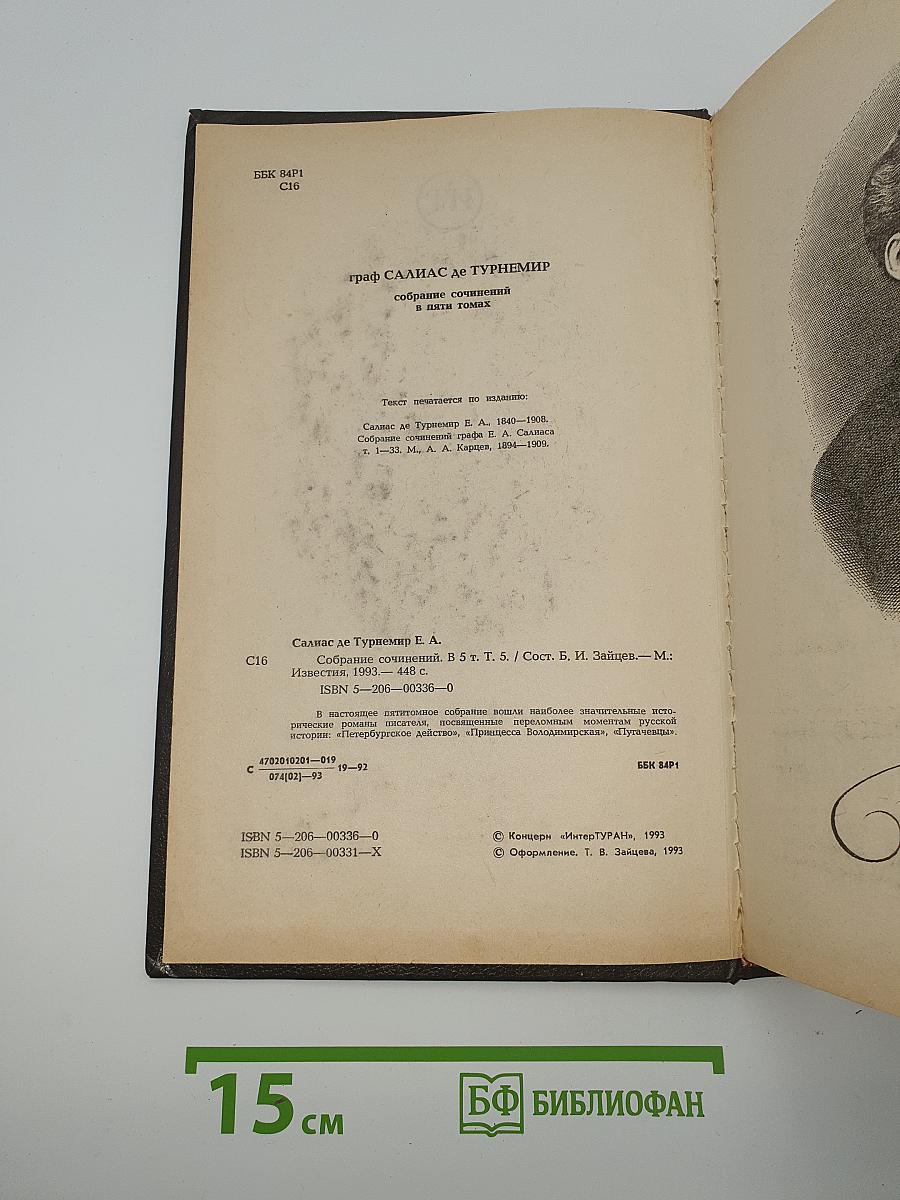 ББК 84Р1
С16
граф САЛИАС де ТУРНЕМИР
собрание сочинений
в пяти томах
Текст печатается по изданию:
Салиас де Турнемир Е. А., 1840—1908.
Собрание сочинений графа Е. А. Салиаса
т. 1—33. М., А. А. Карцев, 1894—1909.
Салиас де Турнемир Е. А.
С16 Собрание сочинений. В 5 т. Т. 5. / Сост. Б. И. Зайцев.— М.:
Известия, 1993.— 448 с.
ISBN 5—206—00336—0
В настоящее пятитомное собрание вошли наиболее значительные исто-
рические романы писателя, посвященные переломным моментам русской
истории: «Петербургское действо», «Принцесса Володимирская», «Пугачевцы».
С 4702010201—019
074(02)—93 19—92
ББК 84Р1
ISBN 5—206—00336—0
ISBN 5—206—00331—X
© Концерн «ИнтерТУРАН», 1993
© Оформление. Т. В. Зайцева, 1993
15 см
БФ БИБЛИОФАН